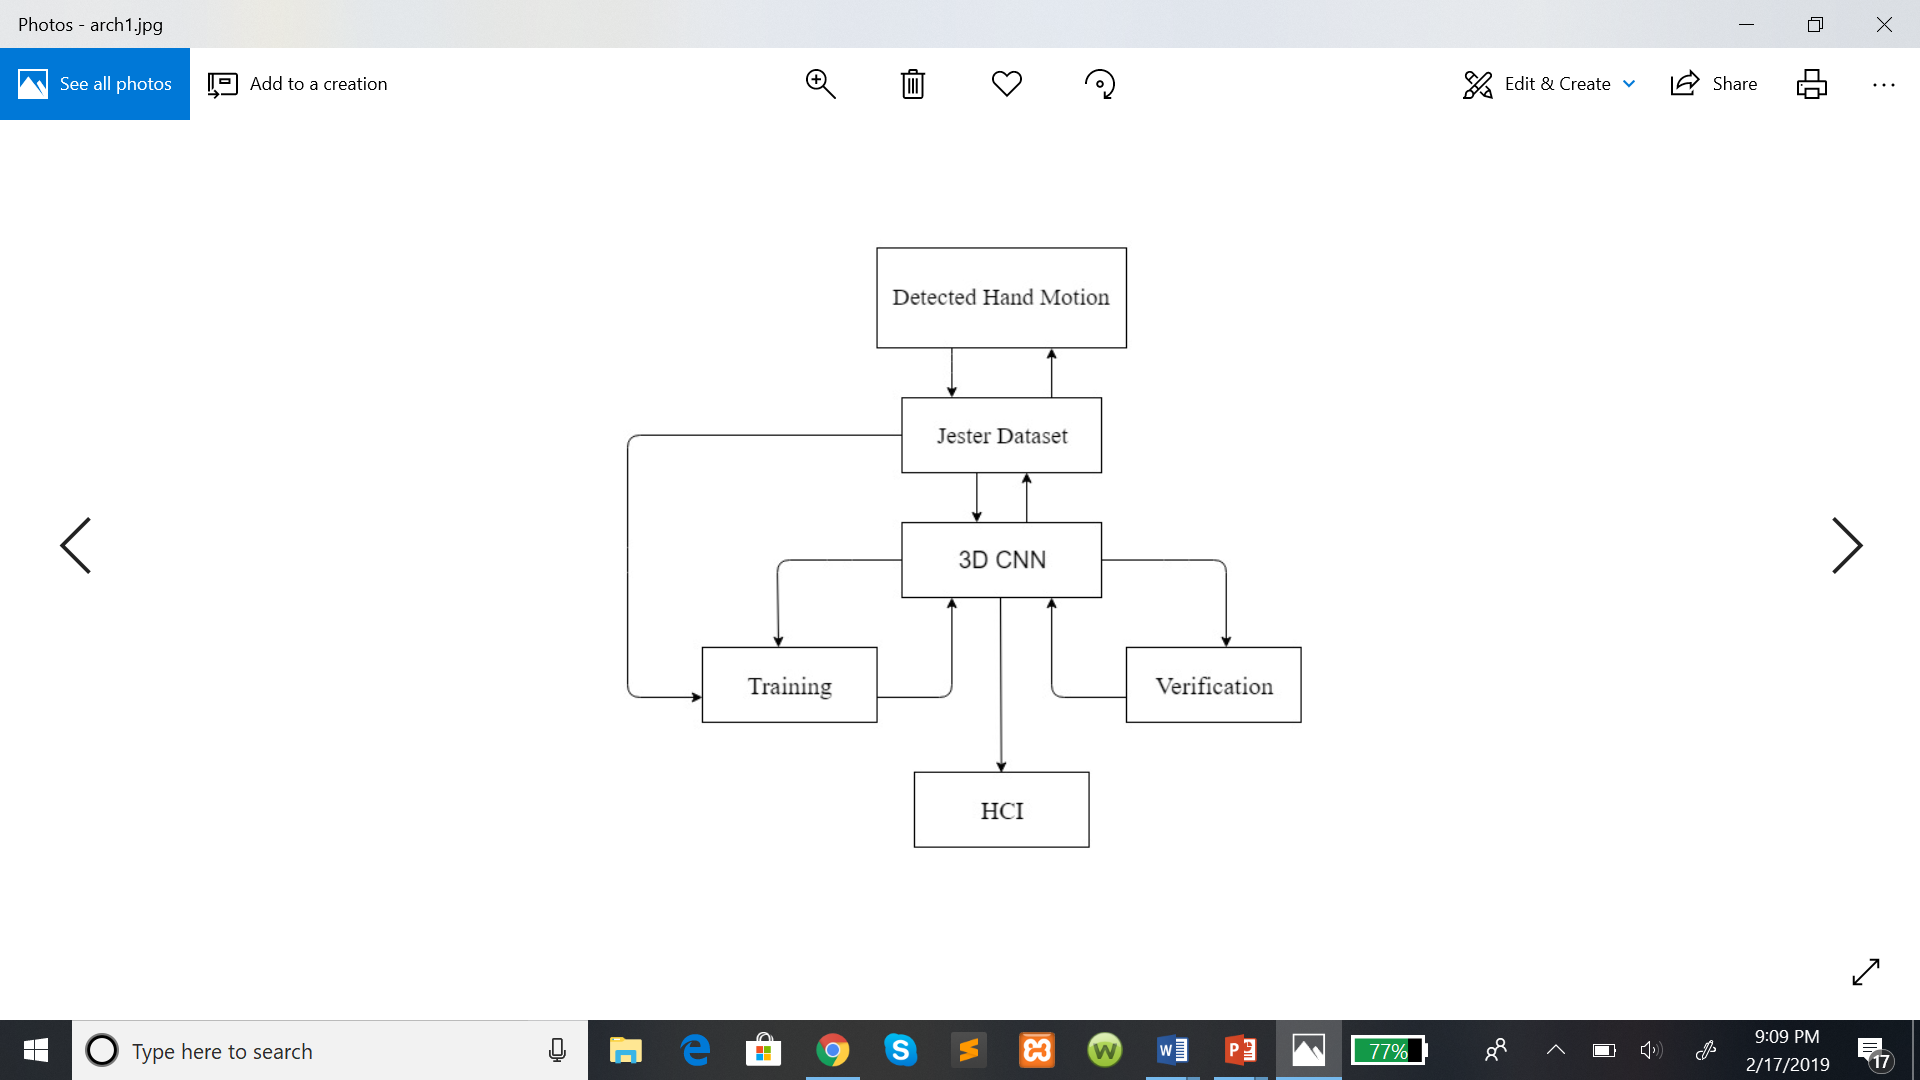 Photos - arch1.jpg
See all photos
Add to a creation
Edit & Create
Share
Detected Hand Motion
Jester Dataset
3D CNN
Training
Verification
HCI
Type here to search
77%
9:09 PM
2/17/2019
17